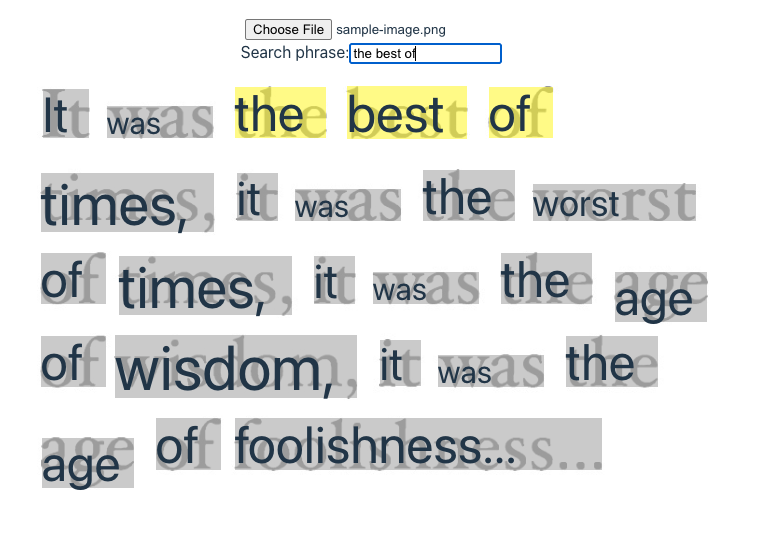 Choose File sample-image.png
Search phrase: the best of
It was the best of
times, it was the worst
of times, it was the age
of wisdom, it was the
age of foolishness...